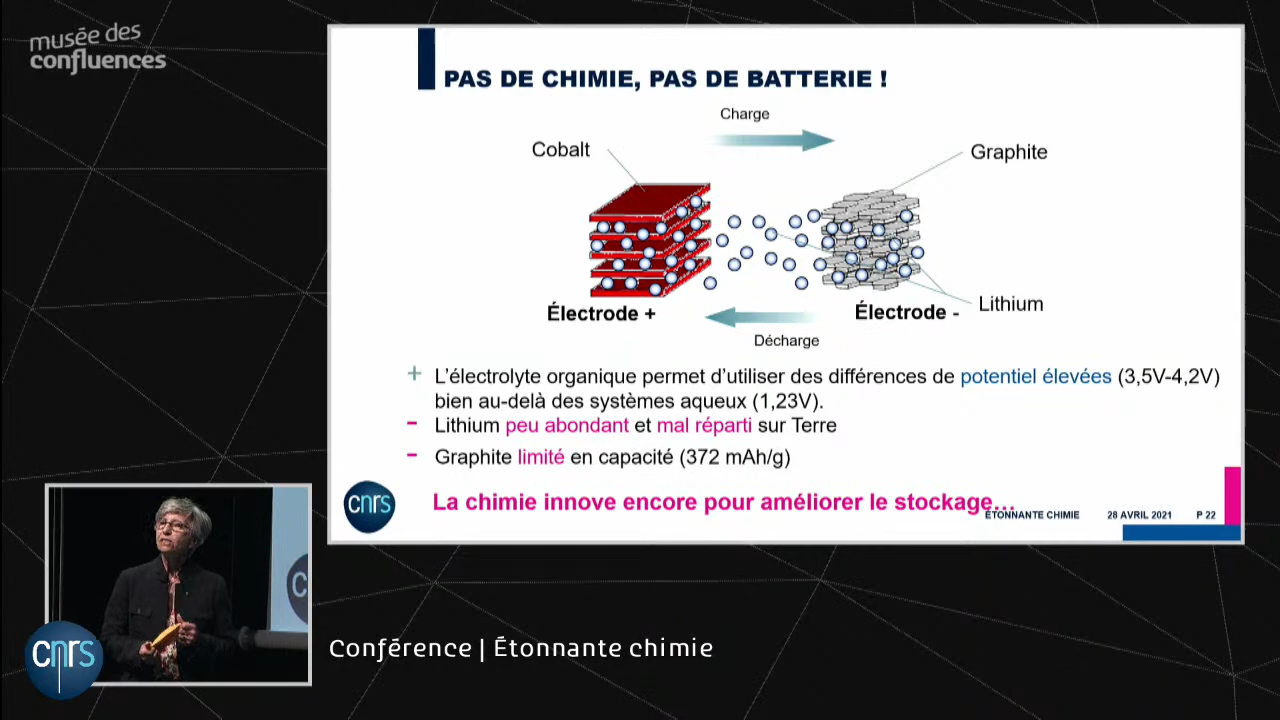 musée des
confluences
PAS DE CHIMIE, PAS DE BATTERIE !
Charge
Cobalt
Graphite
Lithium
Électrode +
Électrode -
Décharge
+ L'électrolyte organique permet d'utiliser des différences de potentiel élevées (3,5V-4,2V)
bien au-delà des systèmes aqueux (1,23V).
- Lithium peu abondant et mal réparti sur Terre
- Graphite limité en capacité (372 mAh/g)
cnrs
La chimie innove encore pour améliorer le stockage...
ÉTONNANTE CHIMIE 28 AVRIL 2021 P 22
C
cnrs
Conférence | Étonnante chimie